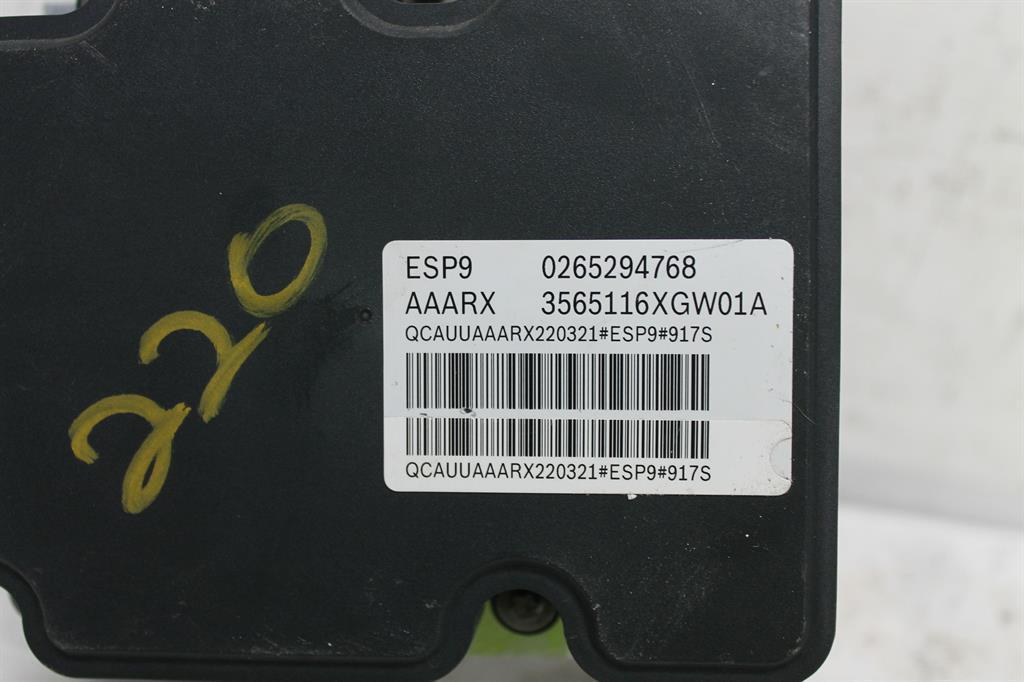 220
ESP9 0265294768
AAARX 3565116XGW01A
QCAUUAAARX220321#ESP9#917S
QCAUUAAARX220321#ESP9#917S